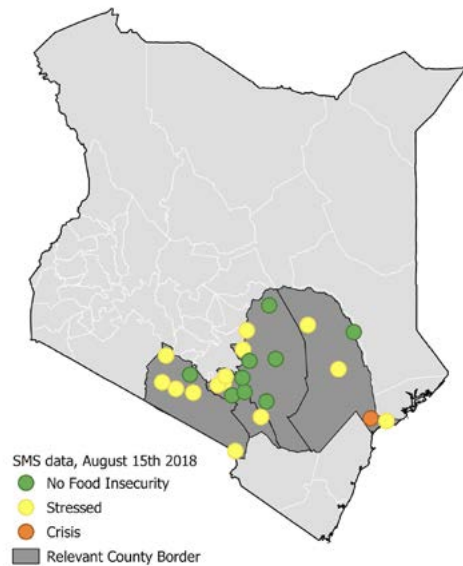 SMS data, August 15th 2018
No Food Insecurity
Stressed
Crisis
Relevant County Border